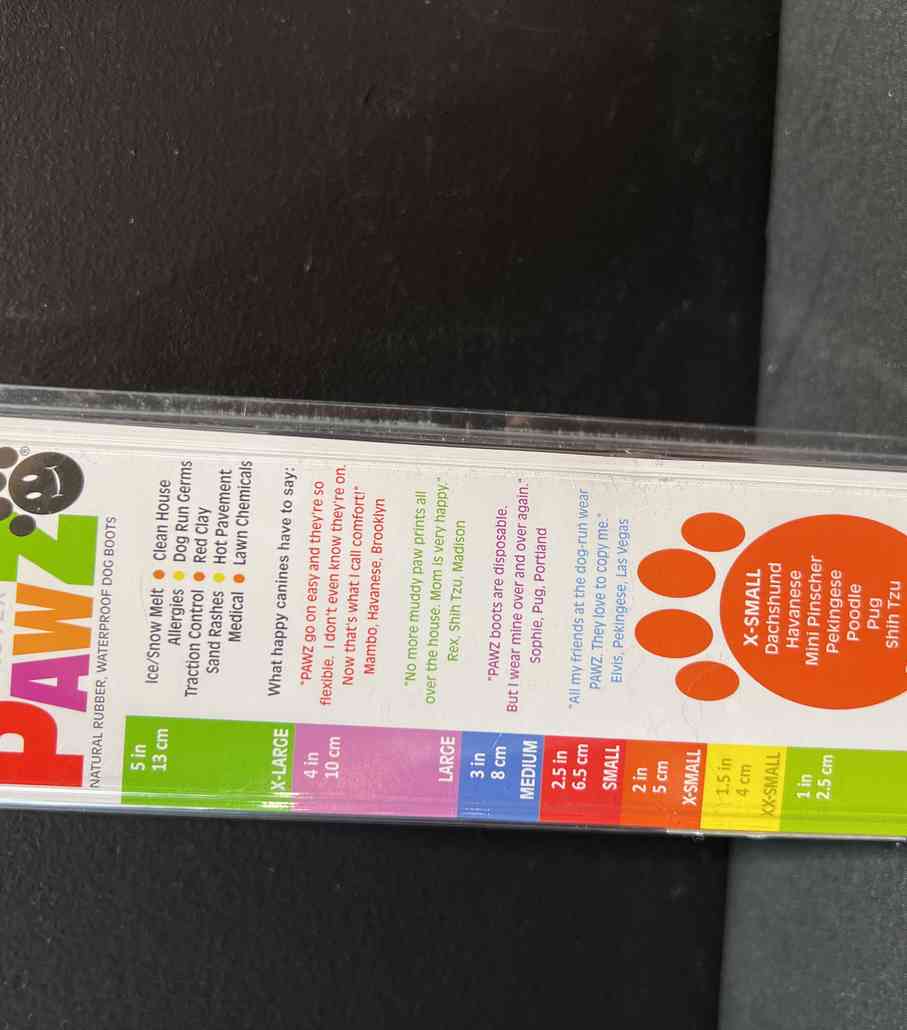 PAWZ®
NATURAL RUBBER, WATERPROOF DOG BOOTS
Ice/Snow Melt • Clean House
Allergies • Dog Run Germs
Traction Control • Red Clay
Sand Rashes • Hot Pavement
Medical • Lawn Chemicals
What happy canines have to say:
"PAWZ go on easy and they're so
flexible. I don't even know they're on.
Now that's what I call comfort!"
Mambo, Havanese, Brooklyn
"No more muddy paw prints all
over the house. Mom is very happy."
Rex, Shih Tzu, Madison
"PAWZ boots are disposable.
But I wear mine over and over again."
Sophie, Pug, Portland
"All my friends at the dog-run wear
PAWZ. They love to copy me."
Elvis, Pekingese, Las Vegas
X-SMALL
Dachshund
Havanese
Mini Pinscher
Pekingese
Poodle
Pug
Shih Tzu
5 in
13 cm
X-LARGE
4 in
10 cm
LARGE
3 in
8 cm
MEDIUM
2.5 in
6.5 cm
SMALL
2 in
5 cm
X-SMALL
1.5 in
4 cm
XX-SMALL
1 in
2.5 cm